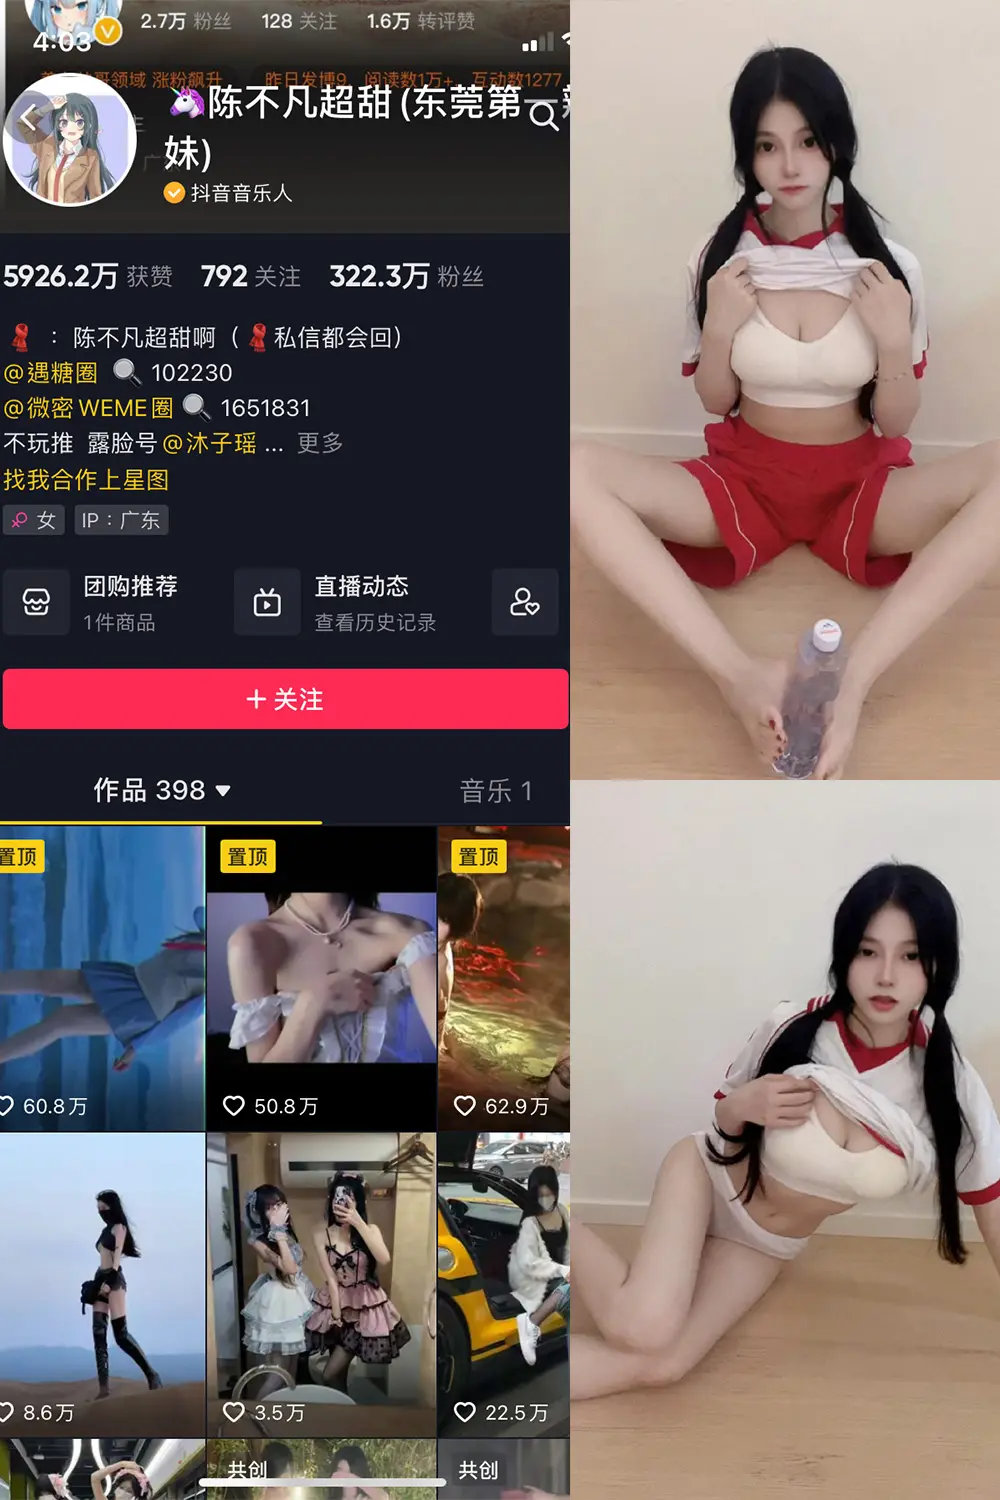 2.7万 粉丝 128 关注 1.6万 转评赞
4:03
领域 涨粉飙升 昨日发博9，阅读数1万+，互动数1277
陈不凡超甜 (东莞第一
妹)
抖音音乐人
5926.2万 获赞 792 关注 322.3万 粉丝
： 陈不凡超甜啊（ 私信都会回）
@遇糖圈 102230
@微密WEME圈 1651831
不玩推 露脸号@沐子瑶 ... 更多
找我合作上星图
女 IP：广东
团购推荐 直播动态
1件商品 查看历史记录
+ 关注
作品 398 音乐 1
置顶 置顶 置顶
60.8万 50.8万 62.9万
8.6万 3.5万 22.5万
共创 共创